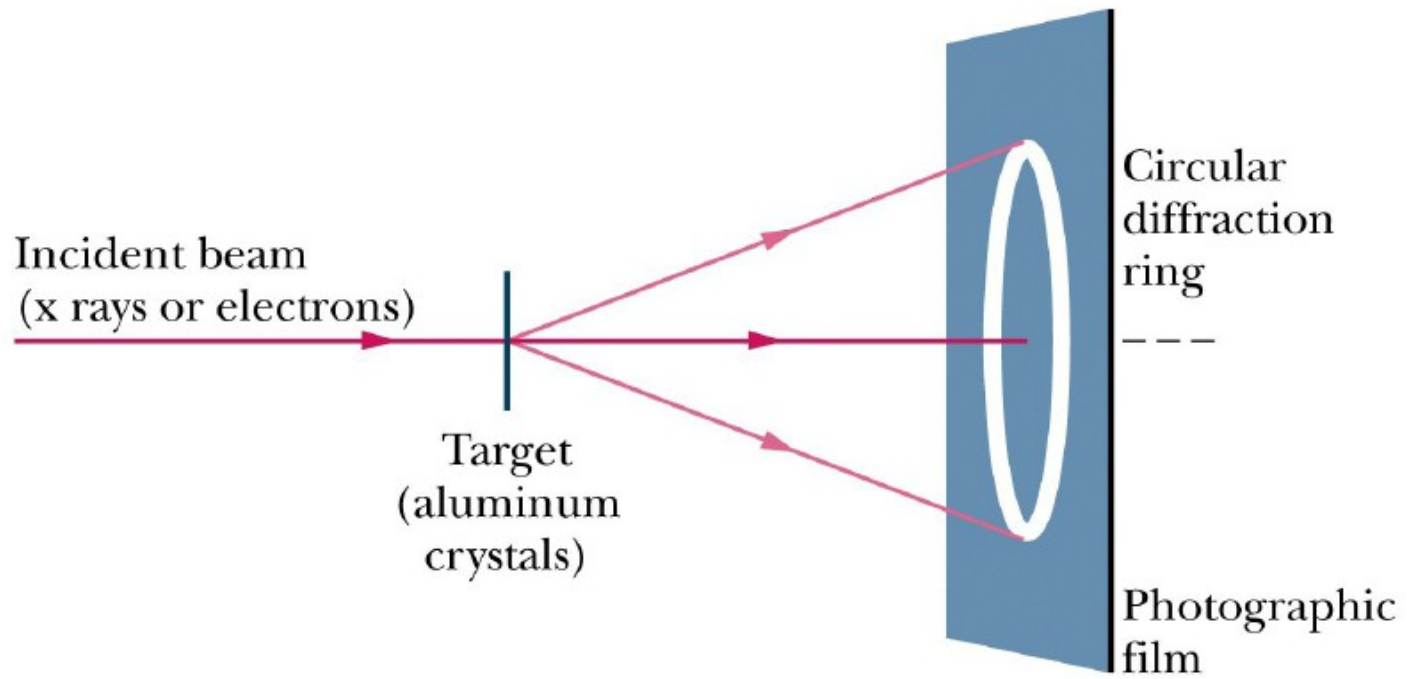 Incident beam
(x rays or electrons)
Target
(aluminum
crystals)
Circular
diffraction
ring
Photographic
film